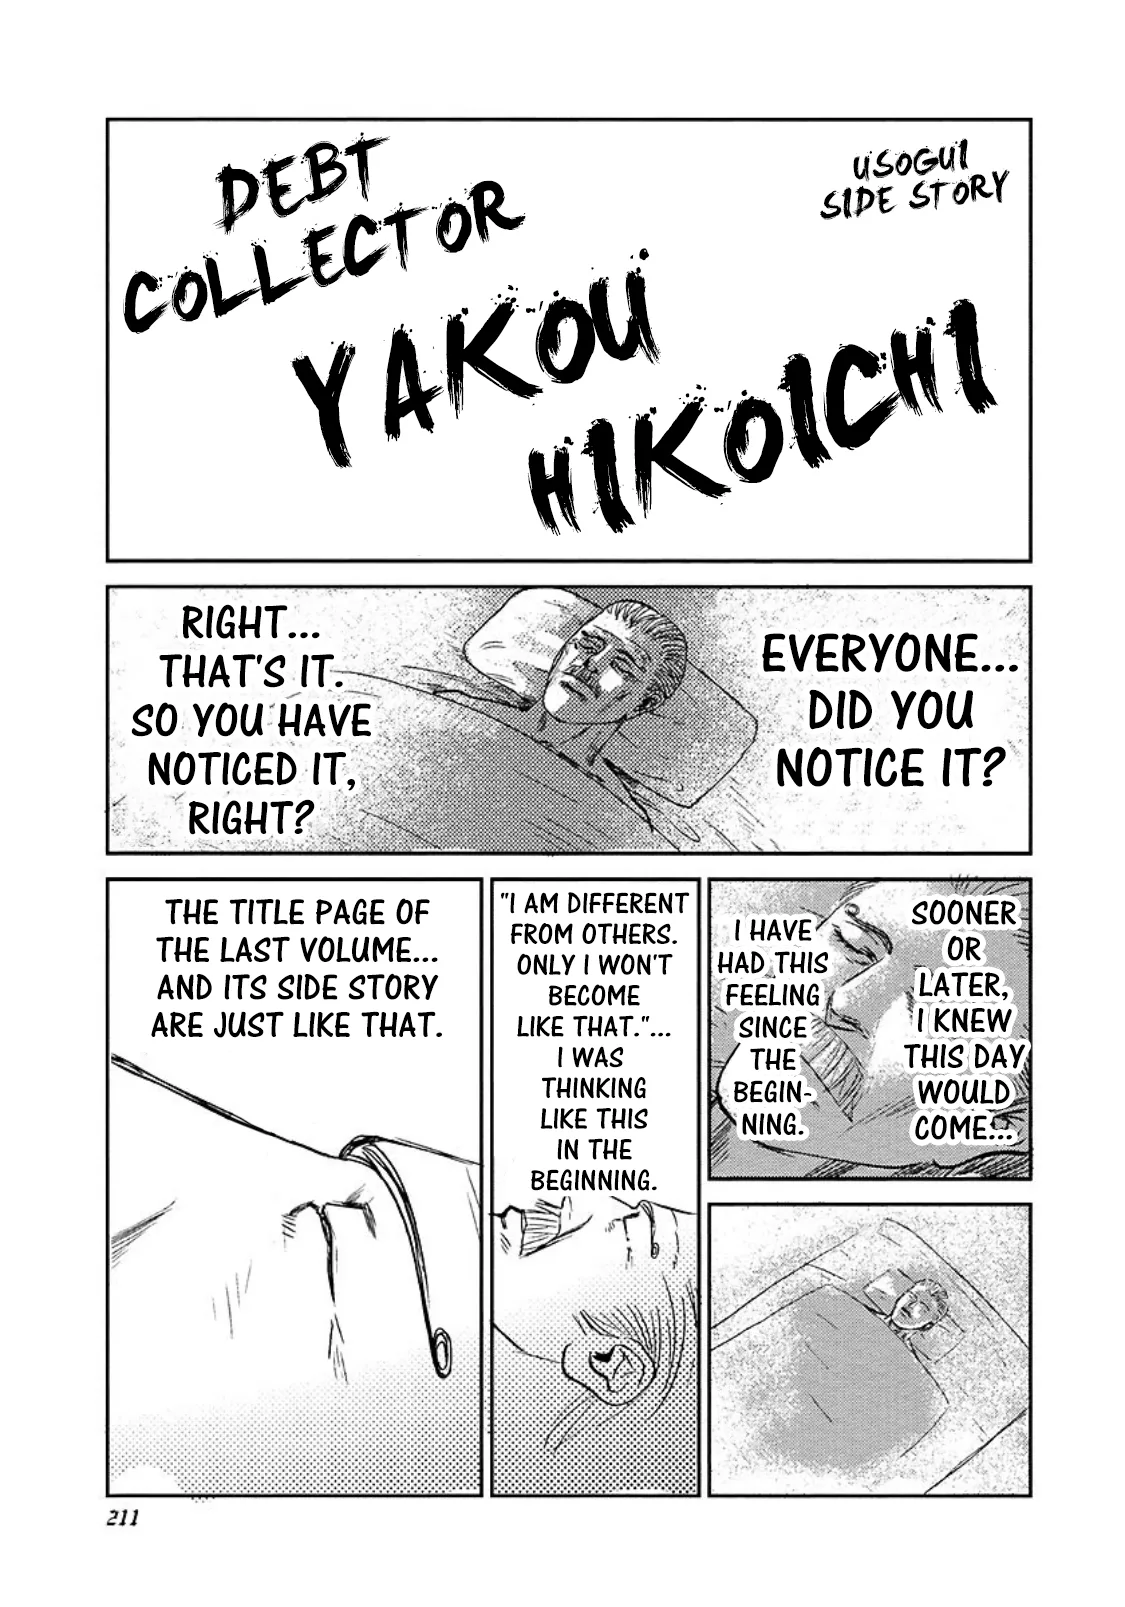 USOGUI
SIDE STORY
DEBT
COLLECTOR
YAKOU
HIKOICHI
EVERYONE...
DID YOU
NOTICE IT?
RIGHT...
THAT'S IT.
SO YOU HAVE
NOTICED IT,
RIGHT?
SOONER
OR
LATER,
I KNEW
THIS DAY
WOULD
COME...
I HAVE
HAD THIS
FEELING
SINCE
THE
BEGIN-
NING.
"I AM DIFFERENT
FROM OTHERS.
ONLY I WON'T
BECOME
LIKE THAT."...
I WAS
THINKING
LIKE THIS
IN THE
BEGINNING.
THE TITLE PAGE OF
THE LAST VOLUME...
AND ITS SIDE STORY
ARE JUST LIKE THAT.
211